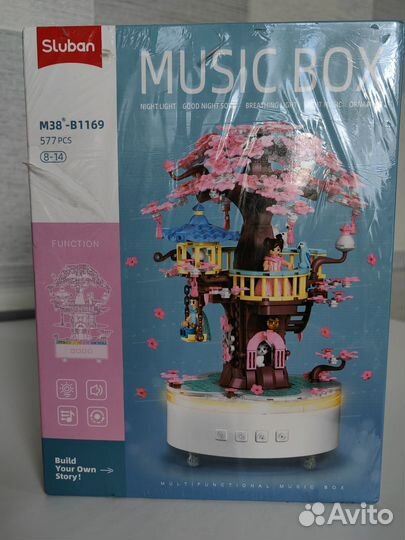 Sluban
MUSIC BOX
NIGHT LIGHT GOOD NIGHT SONG BREATHING LIGHT
M38®-B1169
577 PCS
8-14
FUNCTION
Build
Your Own
Story!
MULTIFUNCTIONAL MUSIC BOX
Avito